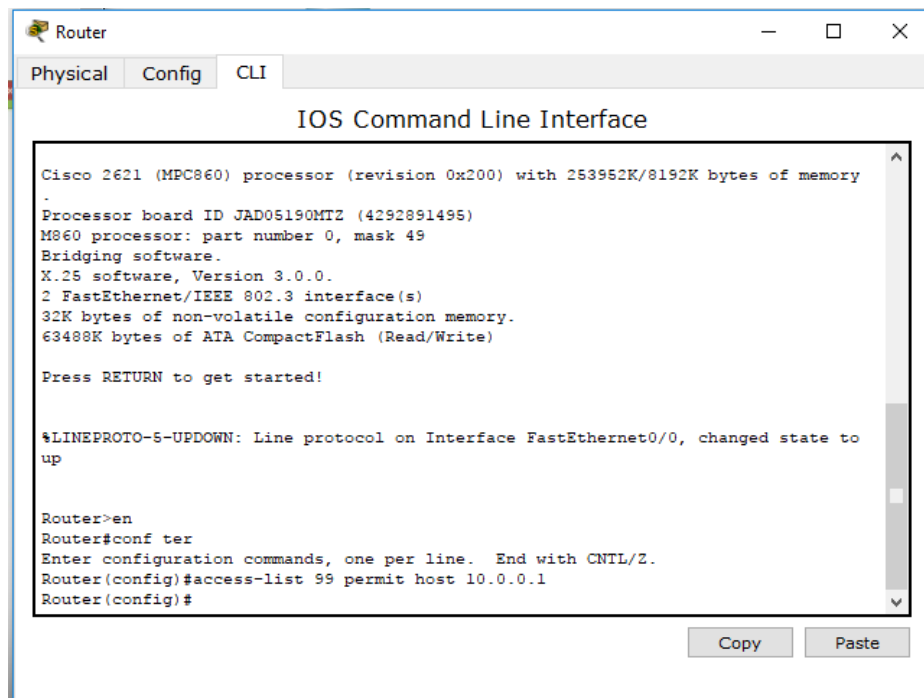 Router
Physical Config CLI
IOS Command Line Interface
Cisco 2621 (MPC860) processor (revision 0x200) with 253952K/8192K bytes of memory
.
Processor board ID JAD05190MTZ (4292891495)
M860 processor: part number 0, mask 49
Bridging software.
X.25 software, Version 3.0.0.
2 FastEthernet/IEEE 802.3 interface(s)
32K bytes of non-volatile configuration memory.
63488K bytes of ATA CompactFlash (Read/Write)
Press RETURN to get started!
%LINEPROTO-5-UPDOWN: Line protocol on Interface FastEthernet0/0, changed state to
up
Router>en
Router#conf ter
Enter configuration commands, one per line.  End with CNTL/Z.
Router(config)#access-list 99 permit host 10.0.0.1
Router(config)#
Copy Paste